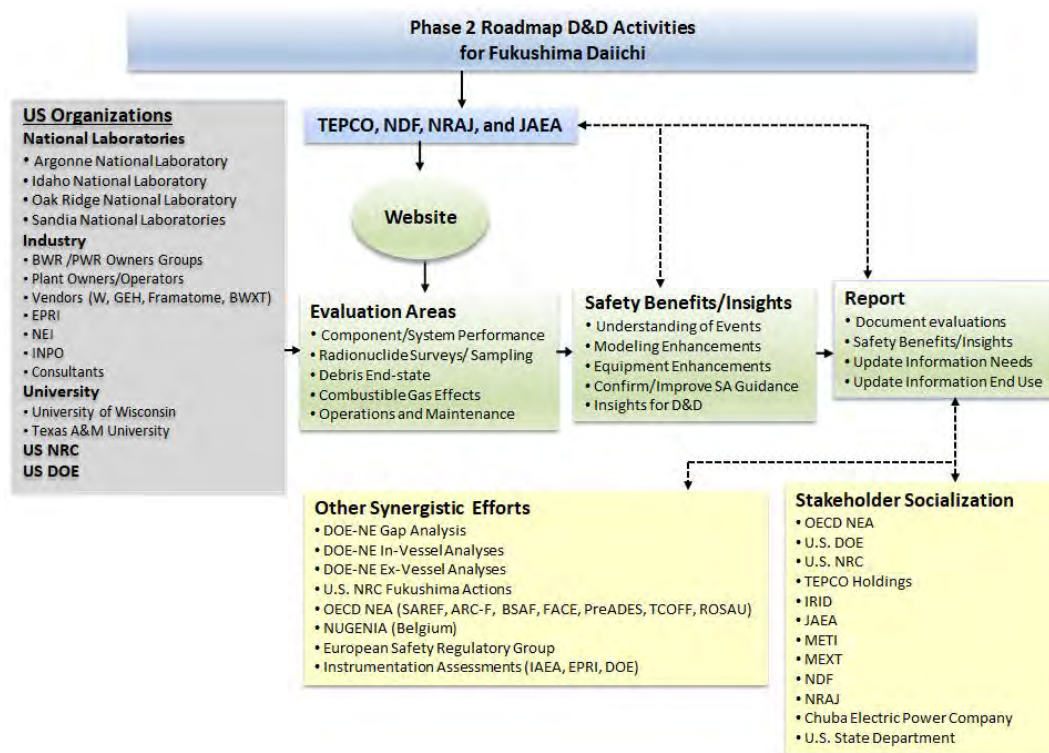 Phase 2 Roadmap D&D Activities
for Fukushima Daiichi
TEPCO, NDF, NRAJ, and JAEA
Website
US Organizations
National Laboratories
• Argonne National Laboratory
• Idaho National Laboratory
• Oak Ridge National Laboratory
• Sandia National Laboratories
Industry
• BWR /PWR Owners Groups
• Plant Owners/Operators
• Vendors (W, GEH, Framatome, BWXT)
• EPRI
• NEI
• INPO
• Consultants
University
• University of Wisconsin
• Texas A&M University
US NRC
US DOE
Evaluation Areas
• Component/System Performance
• Radionuclide Surveys/ Sampling
• Debris End-state
• Combustible Gas Effects
• Operations and Maintenance
Safety Benefits/Insights
• Understanding of Events
• Modeling Enhancements
• Equipment Enhancements
• Confirm/Improve SA Guidance
• Insights for D&D
Report
• Document evaluations
• Safety Benefits/Insights
• Update Information Needs
• Update Information End Use
Other Synergistic Efforts
• DOE-NE Gap Analysis
• DOE-NE In-Vessel Analyses
• DOE-NE Ex-Vessel Analyses
• U.S. NRC Fukushima Actions
• OECD NEA (SAREF, ARC-F, BSAF, FACE, PreADES, TCOFF, ROSAU)
• NUGENIA (Belgium)
• European Safety Regulatory Group
• Instrumentation Assessments (IAEA, EPRI, DOE)
Stakeholder Socialization
• OECD NEA
• U.S. DOE
• U.S. NRC
• TEPCO Holdings
• IRID
• JAEA
• METI
• MEXT
• NDF
• NRAJ
• Chuba Electric Power Company
• U.S. State Department